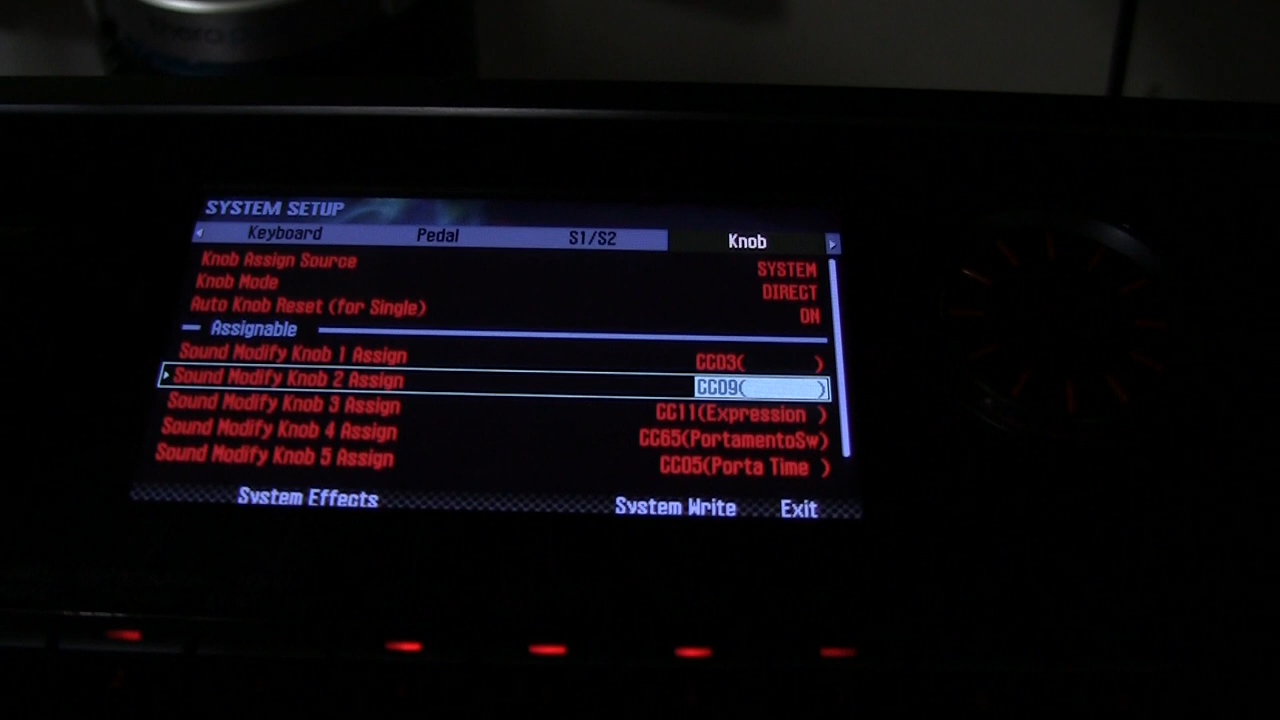 SYSTEM SETUP
Keyboard Pedal S1/S2 Knob
Knob Assign Source SYSTEM
Knob Mode DIRECT
Auto Knob Reset (for Single) ON
Assignable
Sound Modify Knob 1 Assign CC03( )
Sound Modify Knob 2 Assign CC09( )
Sound Modify Knob 3 Assign CC11(Expression )
Sound Modify Knob 4 Assign CC65(PortamentoSw)
Sound Modify Knob 5 Assign CC05(Porta Time )
System Effects System Write Exit